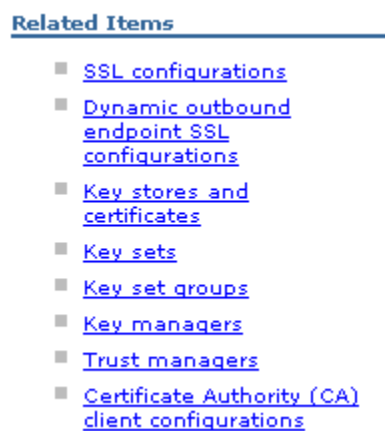 Related Items
SSL configurations
Dynamic outbound
endpoint SSL
configurations
Key stores and
certificates
Key sets
Key set groups
Key managers
Trust managers
Certificate Authority (CA)
client configurations